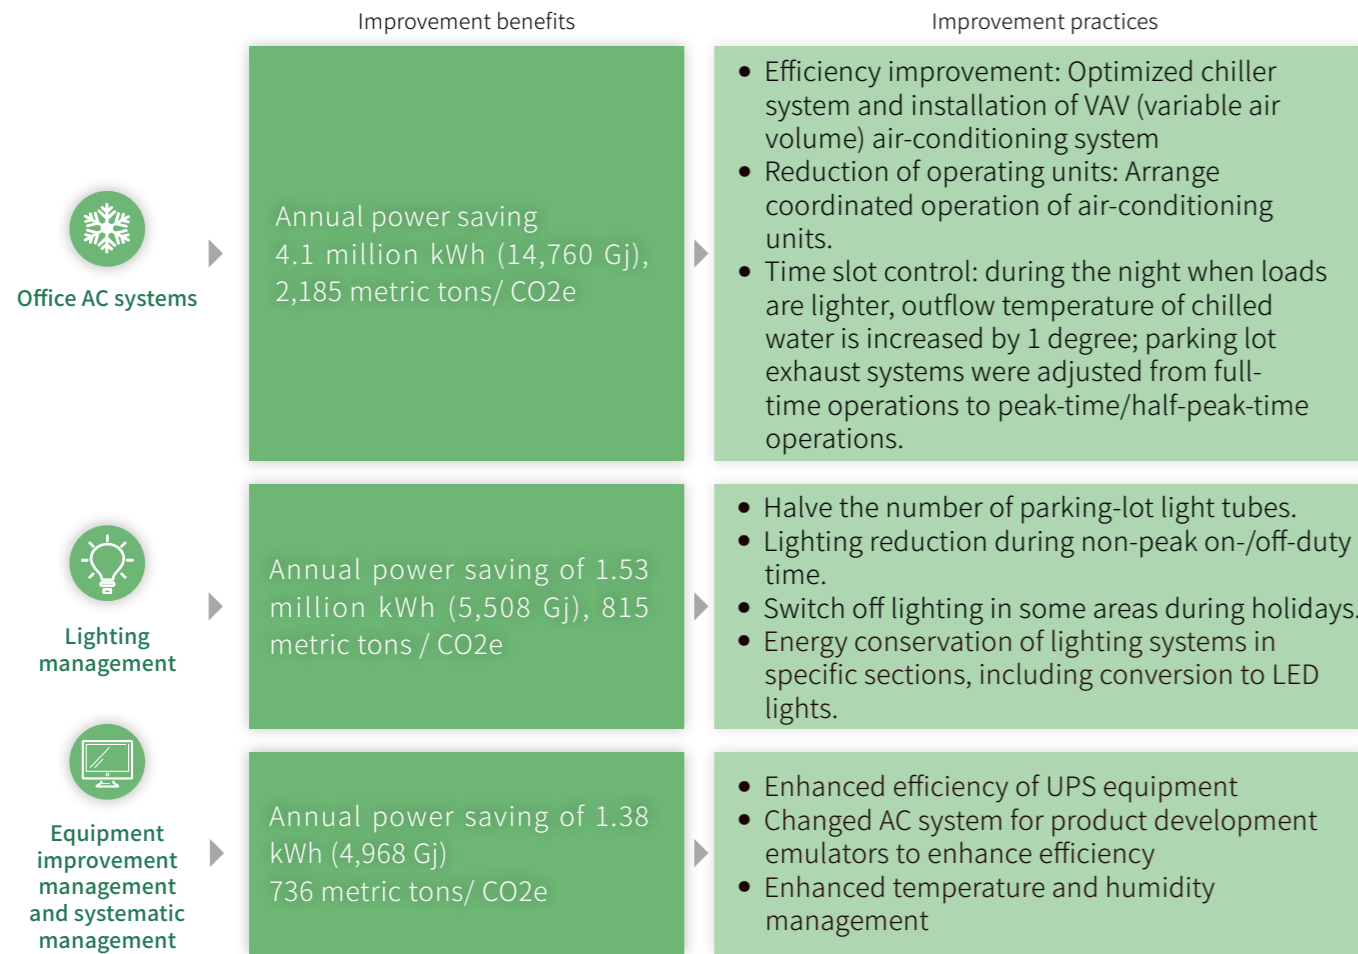 Improvement benefits
Improvement practices
Office AC systems
Annual power saving
4.1 million kWh (14,760 Gj),
2,185 metric tons/ CO2e
• Efficiency improvement: Optimized chiller
system and installation of VAV (variable air
volume) air-conditioning system
• Reduction of operating units: Arrange
coordinated operation of air-conditioning
units.
• Time slot control: during the night when loads
are lighter, outflow temperature of chilled
water is increased by 1 degree; parking lot
exhaust systems were adjusted from full-
time operations to peak-time/half-peak-time
operations.
Lighting
management
Annual power saving of 1.53
million kWh (5,508 Gj), 815
metric tons / CO2e
• Halve the number of parking-lot light tubes.
• Lighting reduction during non-peak on-/off-duty
time.
• Switch off lighting in some areas during holidays.
• Energy conservation of lighting systems in
specific sections, including conversion to LED
lights.
Equipment
improvement
management
and systematic
management
Annual power saving of 1.38
kWh (4,968 Gj)
736 metric tons/ CO2e
• Enhanced efficiency of UPS equipment
• Changed AC system for product development
emulators to enhance efficiency
• Enhanced temperature and humidity
management